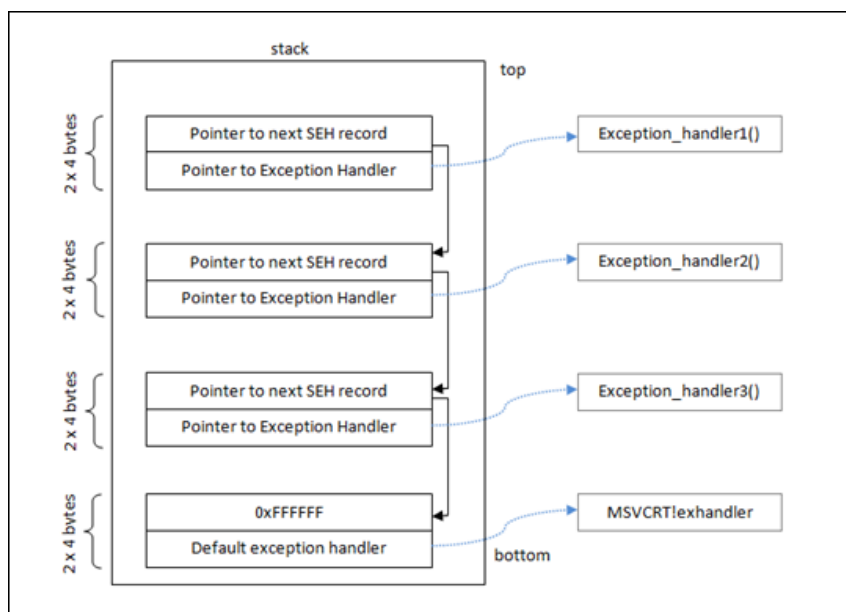 stack
top
2 x 4 bytes
Pointer to next SEH record
Pointer to Exception Handler
Exception_handler1()
2 x 4 bytes
Pointer to next SEH record
Pointer to Exception Handler
Exception_handler2()
2 x 4 bytes
Pointer to next SEH record
Pointer to Exception Handler
Exception_handler3()
2 x 4 bytes
0xFFFFFF
Default exception handler
MSVCRT!exhandler
bottom